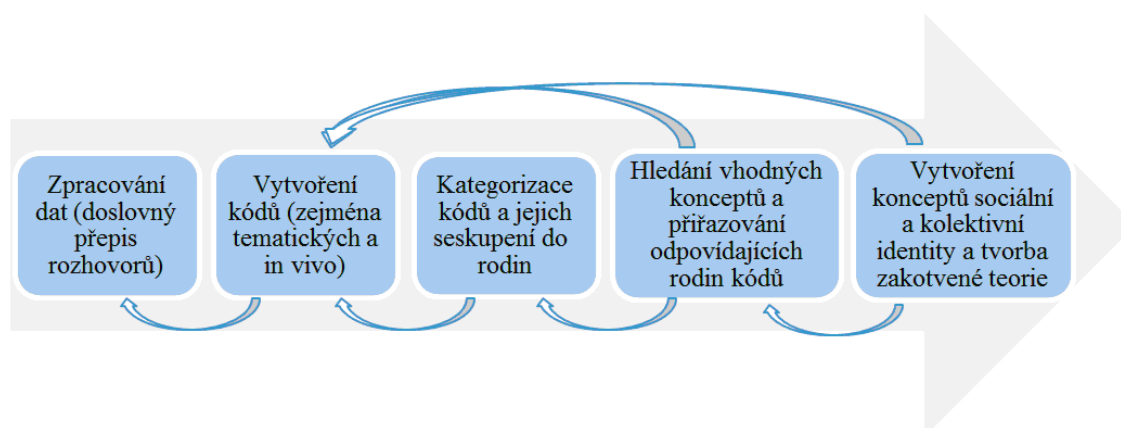 Zpracování
dat (doslovný
přepis
rozhovorů)
Vytvoření
kódů (zejména
tematických a
in vivo)
Kategorizace
kódů a jejich
seskupení do
rodin
Hledání vhodných
konceptů a
přiřazování
odpovídajících
rodin kódů
Vytvoření
konceptů sociální
a kolektivní
identity a tvorba
zakotvené teorie